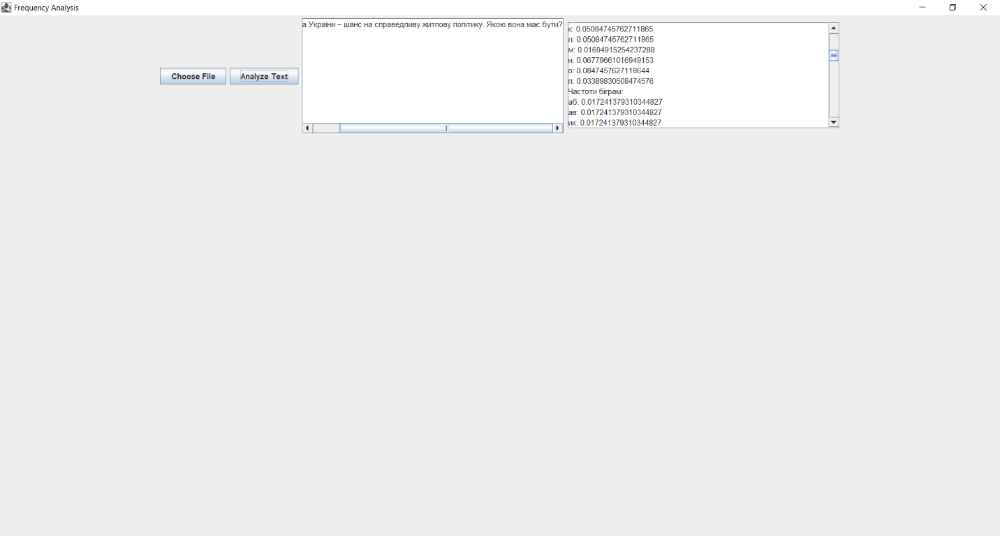 Frequency Analysis
Choose File
Analyze Text
а України – шанс на справедливу житлову політику. Якою вона має бути?
к: 0.05084745762711865
л: 0.05084745762711865
м: 0.01694915254237288
н: 0.06779661016949153
о: 0.0847457627118644
п: 0.03389830508474576
Частоти біграм:
аб: 0.017241379310344827
ав: 0.017241379310344827
ик: 0.017241379310344827